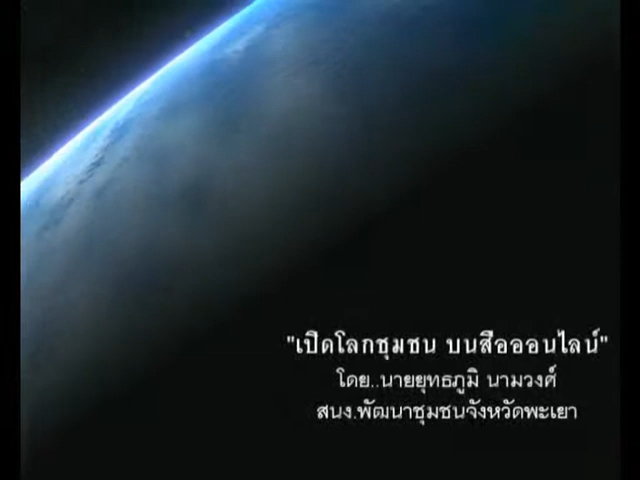 "เปิดโลกชุมชน บนสื่อออนไลน์"
โดย..นายยุทธภูมิ นามวงศ์
สนง.พัฒนาชุมชนจังหวัดพะเยา